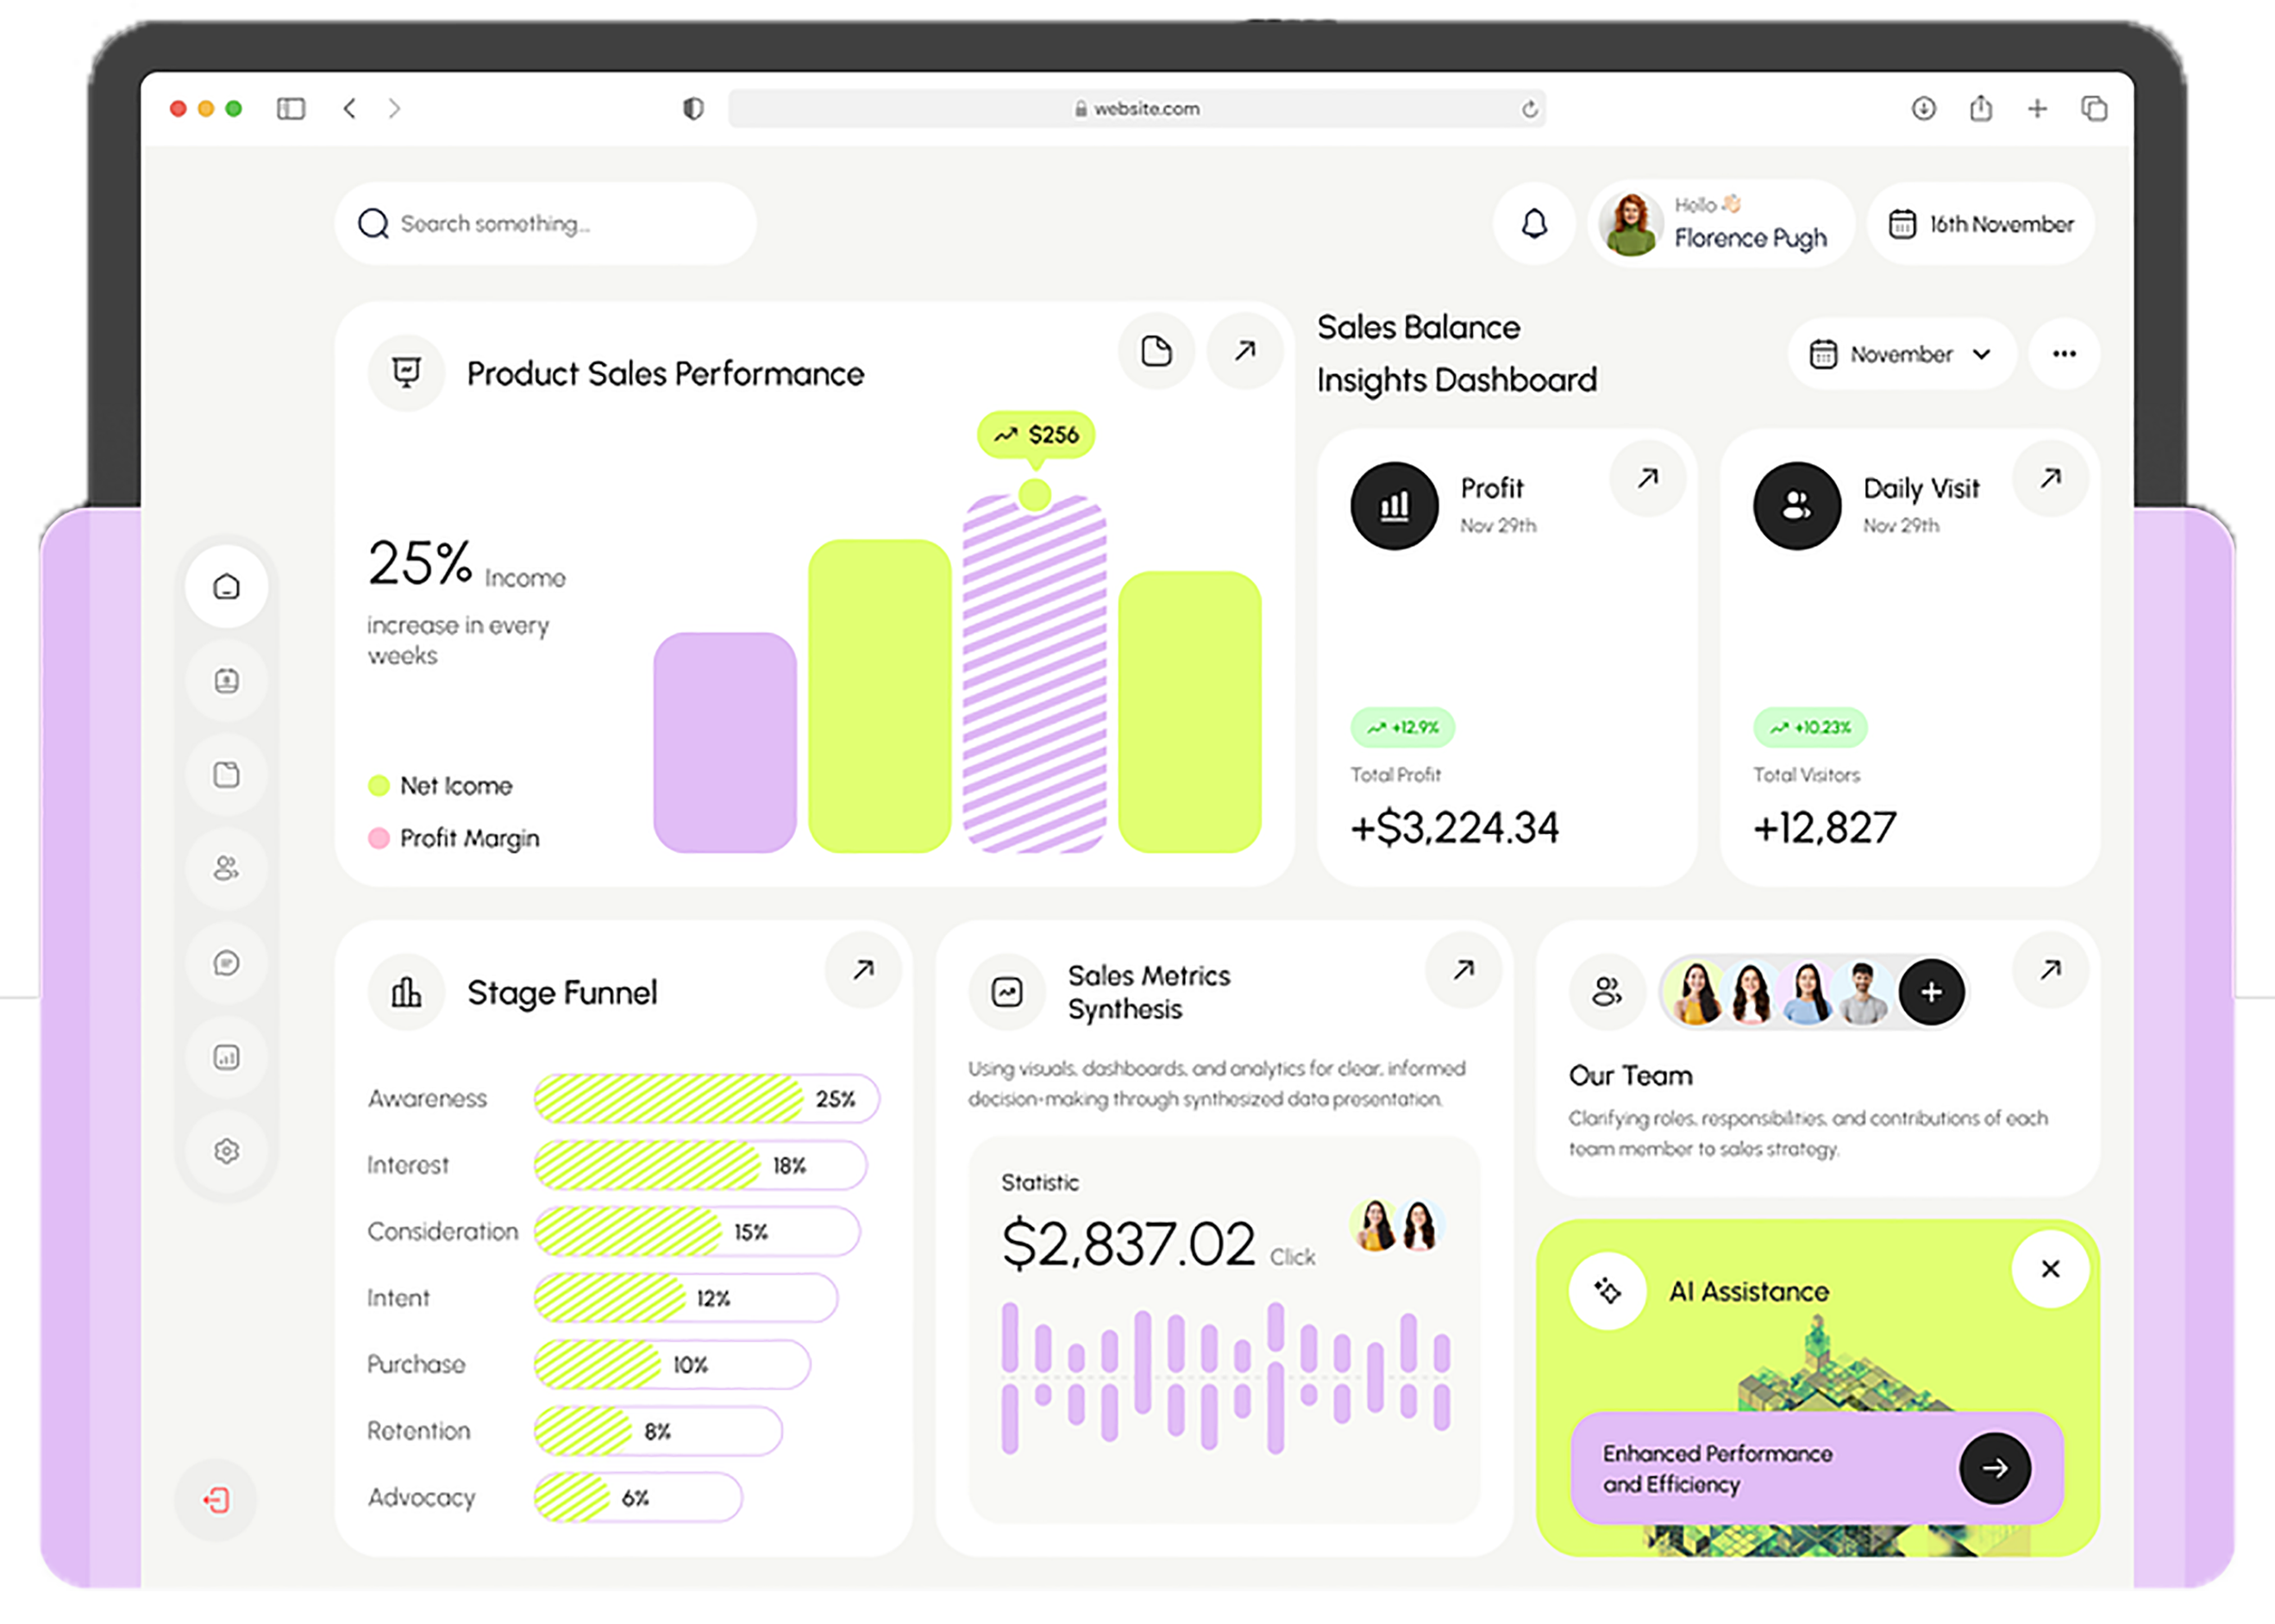 website.com
Search something...
Hello 👋🏻
Florence Pugh
16th November
Product Sales Performance
$256
25% Income
increase in every
weeks
Net Icome
Profit Margin
Sales Balance
Insights Dashboard
November
Profit
Nov 29th
+12,9%
Total Profit
+$3,224.34
Daily Visit
Nov 29th
+10,23%
Total Visitors
+12,827
Stage Funnel
Awareness 25%
Interest 18%
Consideration 15%
Intent 12%
Purchase 10%
Retention 8%
Advocacy 6%
Sales Metrics
Synthesis
Using visuals, dashboards, and analytics for clear, informed
decision-making through synthesized data presentation.
Statistic
$2,837.02 Click
Our Team
Clarifying roles, responsibilities, and contributions of each
team member to sales strategy.
AI Assistance
Enhanced Performance
and Efficiency